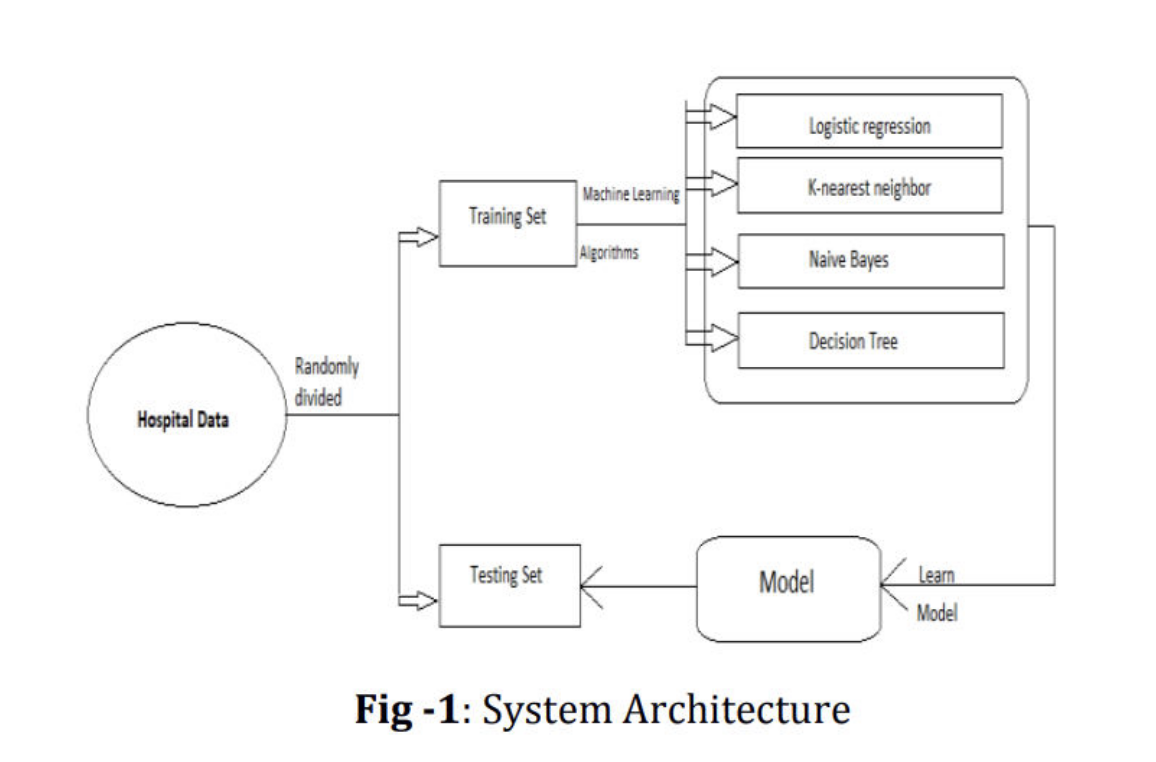 Hospital Data
Randomly
divided
Training Set
Machine Learning
Algorithms
Logistic regression
K-nearest neighbor
Naive Bayes
Decision Tree
Learn
Model
Model
Testing Set
Fig -1: System Architecture